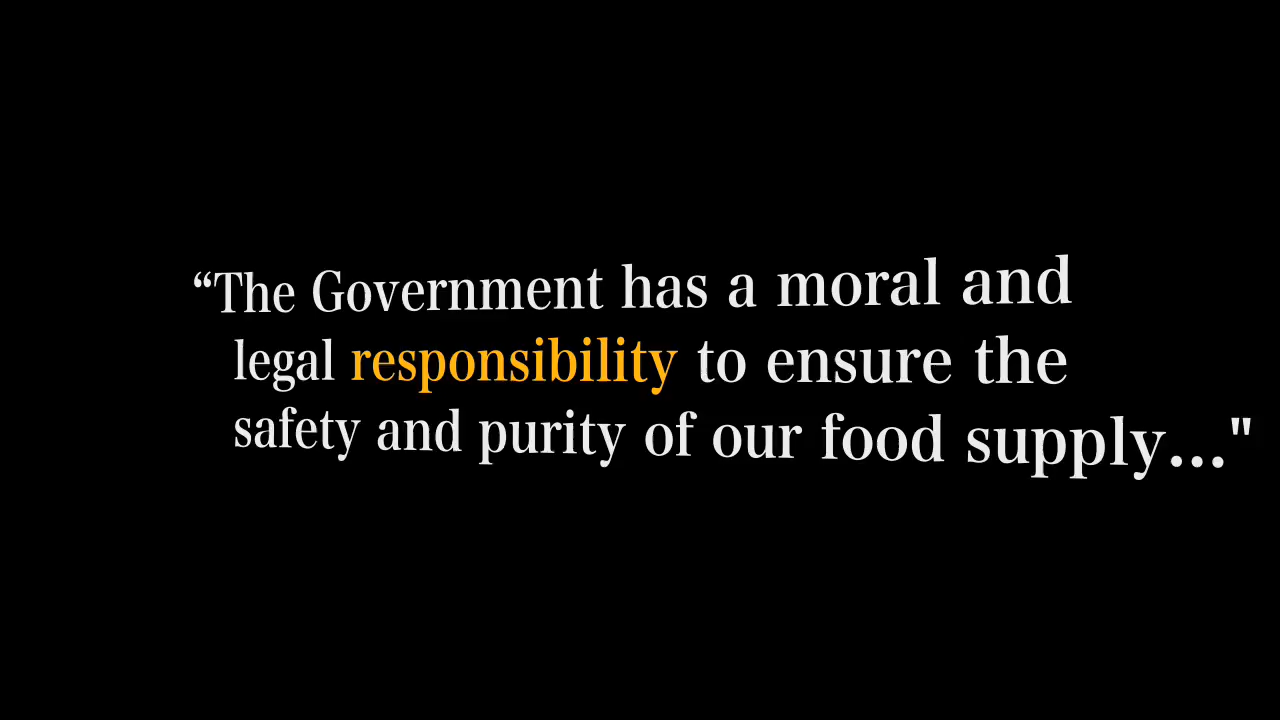 “The Government has a moral and
legal responsibility to ensure the
safety and purity of our food supply..."